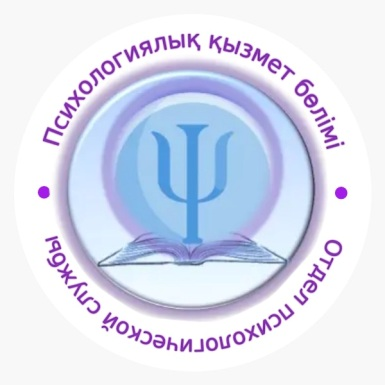 Психологиялық қызмет бөлімі
Отдел психологической службы